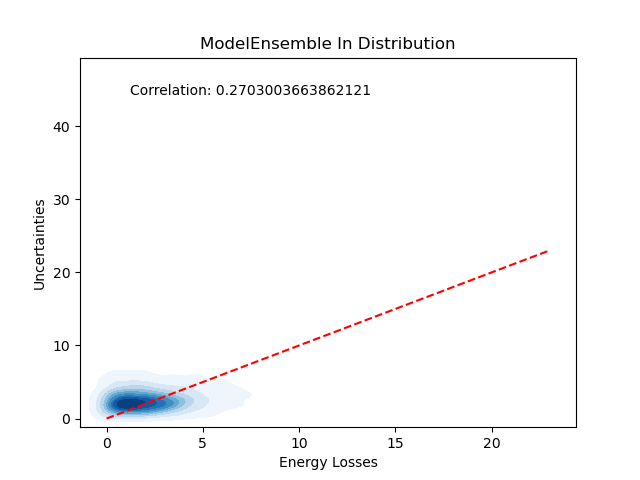 ModelEnsemble In Distribution
Correlation: 0.2703003663862121
40
30
20
10
0
Uncertainties
0 5 10 15 20
Energy Losses